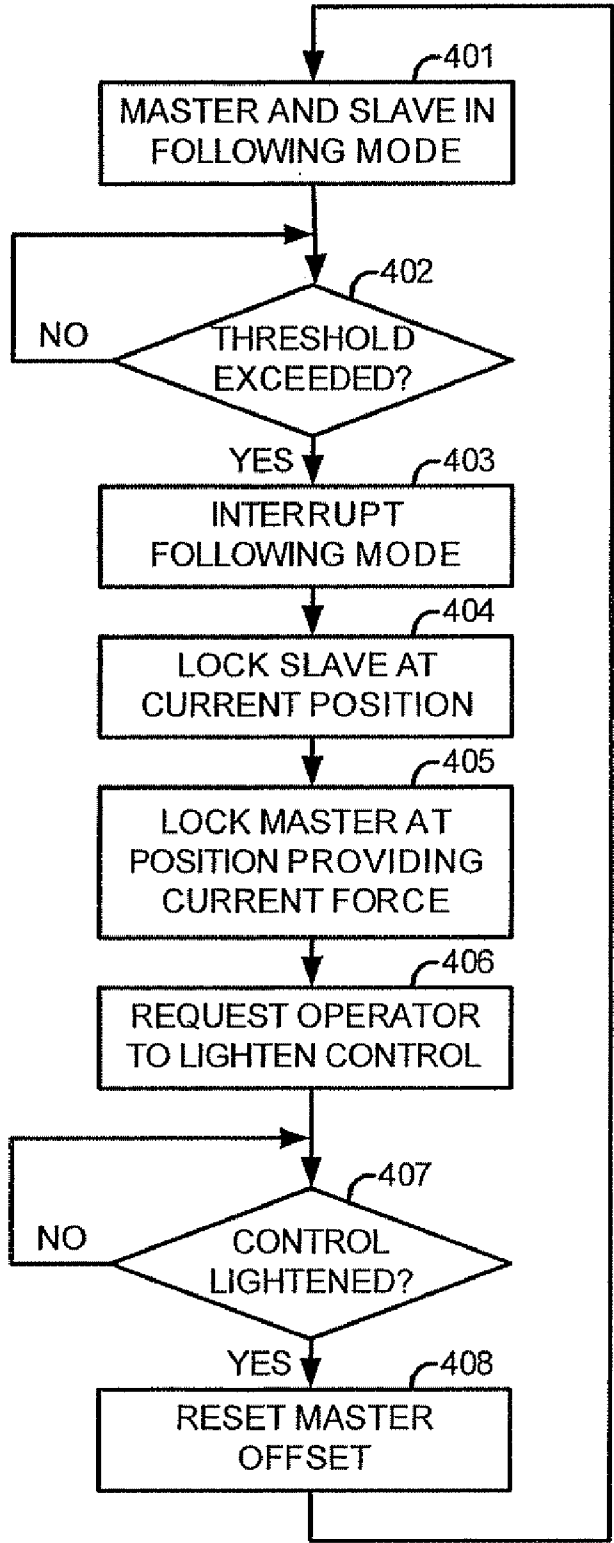 401
MASTER AND SLAVE IN
FOLLOWING MODE
402
THRESHOLD
EXCEEDED?
NO
YES
403
INTERRUPT
FOLLOWING MODE
404
LOCK SLAVE AT
CURRENT POSITION
405
LOCK MASTER AT
POSITION PROVIDING
CURRENT FORCE
406
REQUEST OPERATOR
TO LIGHTEN CONTROL
407
CONTROL
LIGHTENED?
NO
YES
408
RESET MASTER
OFFSET